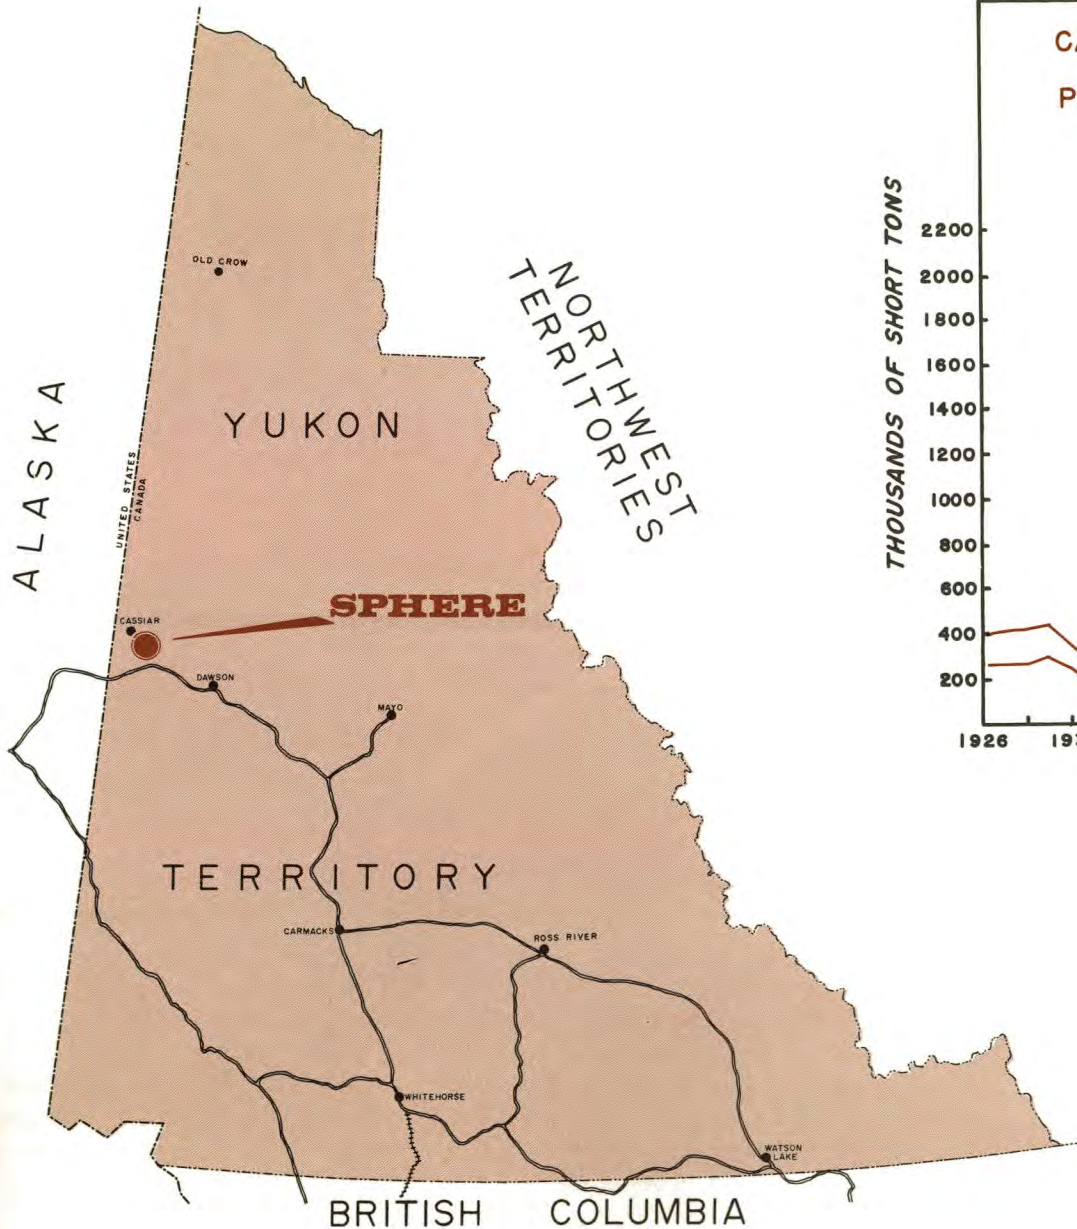 OLD CROW
YUKON
NORTHWEST
TERRITORIES
ALASKA
UNITED STATES
CANADA
SPHERE
CASSIAR
DAWSON
MAYO
TERRITORY
CARMACKS
ROSS RIVER
WHITEHORSE
WATSON
LAKE
BRITISH COLUMBIA
THOUSANDS OF SHORT TONS
2200
2000
1800
1600
1400
1200
1000
800
600
400
200
1926